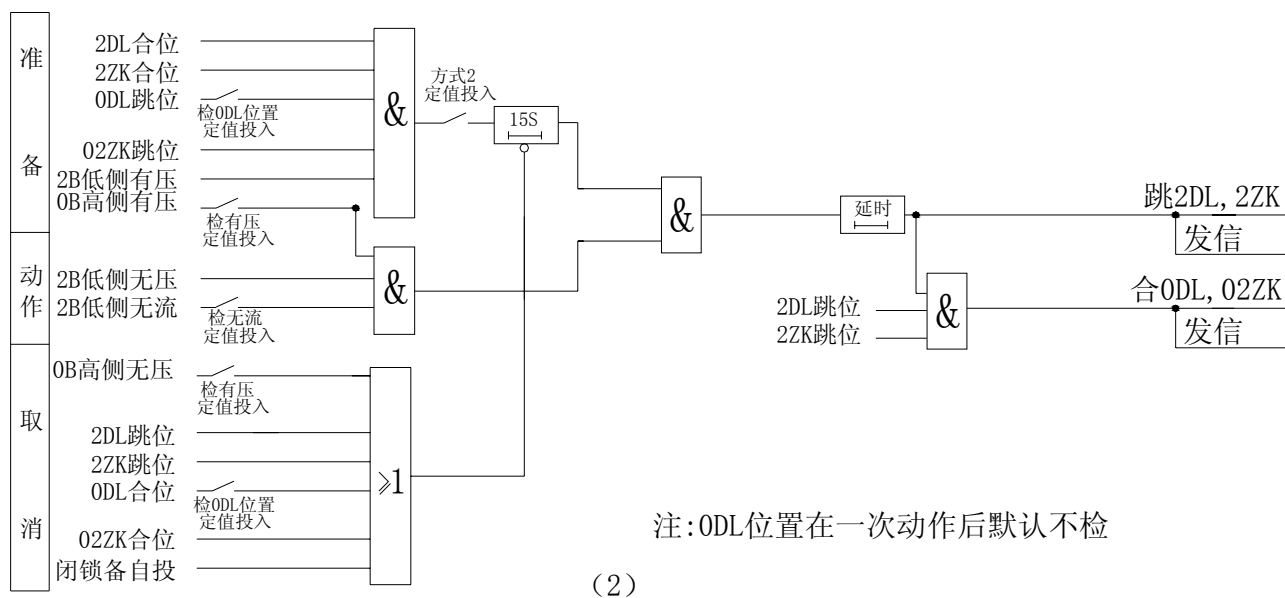 准备
2DL合位
2ZK合位
0DL跳位
检0DL位置
定值投入
02ZK跳位
2B低侧有压
0B高侧有压
检有压
定值投入
&
方式2
定值投入
15S
动作
2B低侧无压
2B低侧无流
检无流
定值投入
&
&
延时
跳2DL,2ZK
发信
2DL跳位
2ZK跳位
&
合0DL,02ZK
发信
取消
0B高侧无压
检有压
定值投入
2DL跳位
2ZK跳位
0DL合位
检0DL位置
定值投入
02ZK合位
闭锁备自投
≥1
注:0DL位置在一次动作后默认不检
(2)